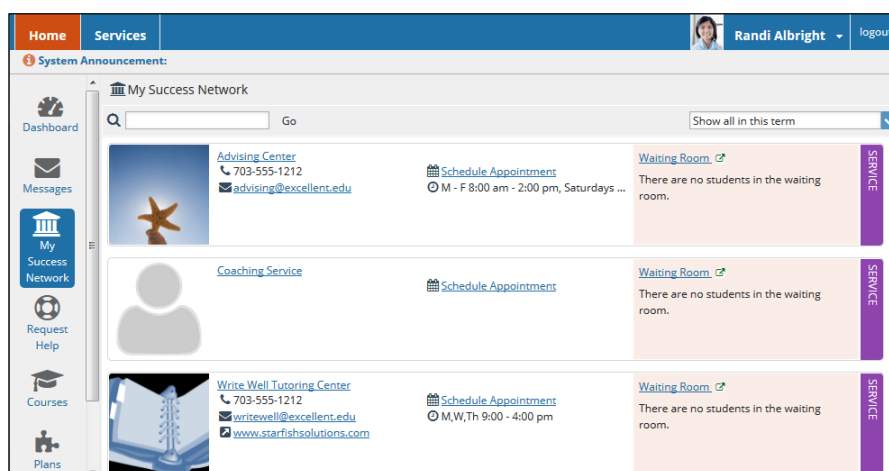 Home Services Randi Albright logout
System Announcement:
My Success Network
Dashboard
Go Show all in this term
Messages
My
Success
Network
Request
Help
Courses
Plans
Advising Center
703-555-1212
advising@excellent.edu
Schedule Appointment
M - F 8:00 am - 2:00 pm, Saturdays ...
Waiting Room
There are no students in the waiting
room.
SERVICE
Coaching Service
Schedule Appointment
Waiting Room
There are no students in the waiting
room.
SERVICE
Write Well Tutoring Center
703-555-1212
writewell@excellent.edu
www.starfishsolutions.com
Schedule Appointment
M,W,Th 9:00 - 4:00 pm
Waiting Room
There are no students in the waiting
room.
SERVICE